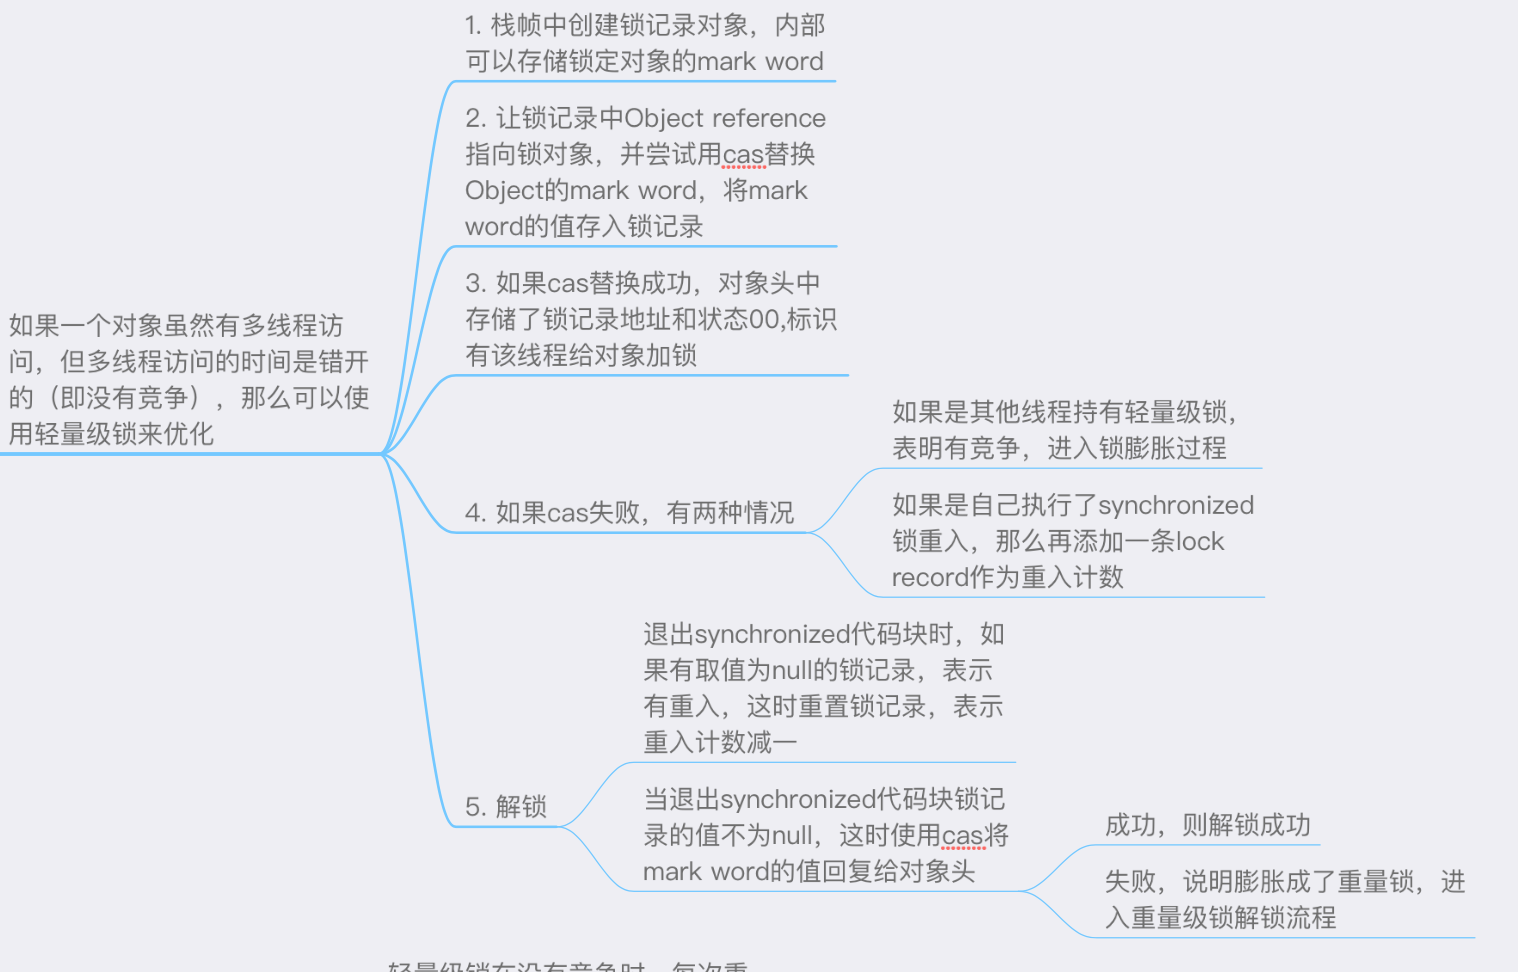 如果一个对象虽然有多线程访
问，但多线程访问的时间是错开
的（即没有竞争），那么可以使
用轻量级锁来优化
1. 栈帧中创建锁记录对象，内部
可以存储锁定对象的mark word
2. 让锁记录中Object reference
指向锁对象，并尝试用cas替换
Object的mark word，将mark
word的值存入锁记录
3. 如果cas替换成功，对象头中
存储了锁记录地址和状态00,标识
有该线程给对象加锁
4. 如果cas失败，有两种情况
如果是其他线程持有轻量级锁，
表明有竞争，进入锁膨胀过程
如果是自己执行了synchronized
锁重入，那么再添加一条lock
record作为重入计数
5. 解锁
退出synchronized代码块时，如
果有取值为null的锁记录，表示
有重入，这时重置锁记录，表示
重入计数减一
当退出synchronized代码块锁记
录的值不为null，这时使用cas将
mark word的值回复给对象头
成功，则解锁成功
失败，说明膨胀成了重量锁，进
入重量级锁解锁流程
轻量级锁在没有竞争时，每次重